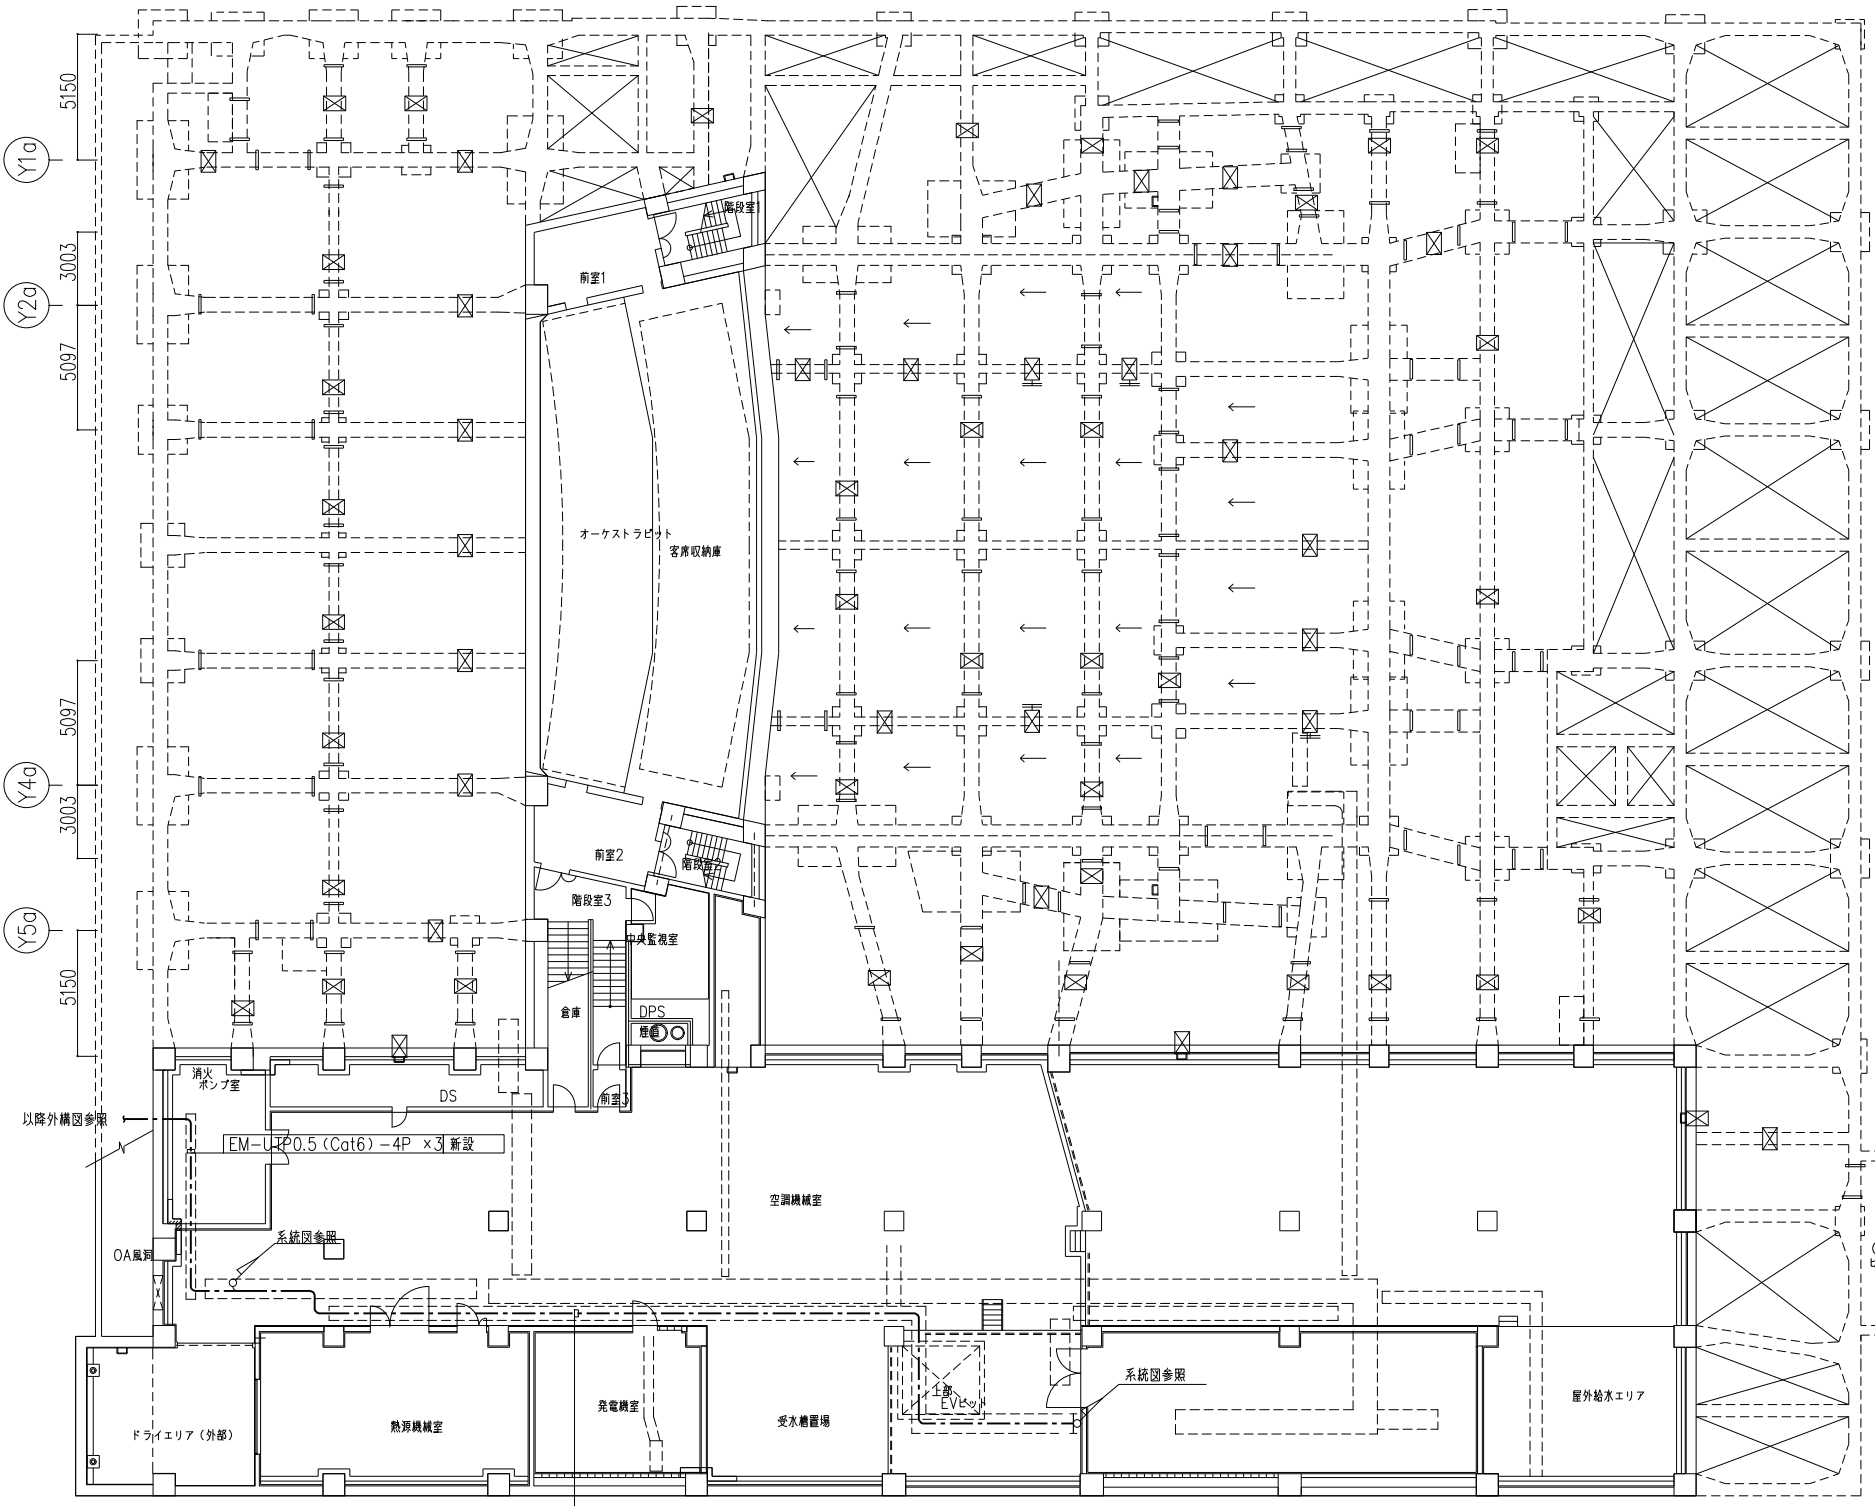 5150
Y1a
3003
Y2a
5097
5097
Y4a
3003
Y5a
5150
階段室1
前室1
オーケストラピット
客席収納庫
前室2
階段室2
階段室3
中央監視室
倉庫
DPS
煙道
消火
ポンプ室
DS
前室3
以降外構図参照
EM-UTP0.5(Cat6)-4P ×3 新設
空調機械室
OA風洞
系統図参照
系統図参照
上部
EVピット
屋外給水エリア
発電機室
受水槽置場
熱源機械室
ドライエリア(外部)